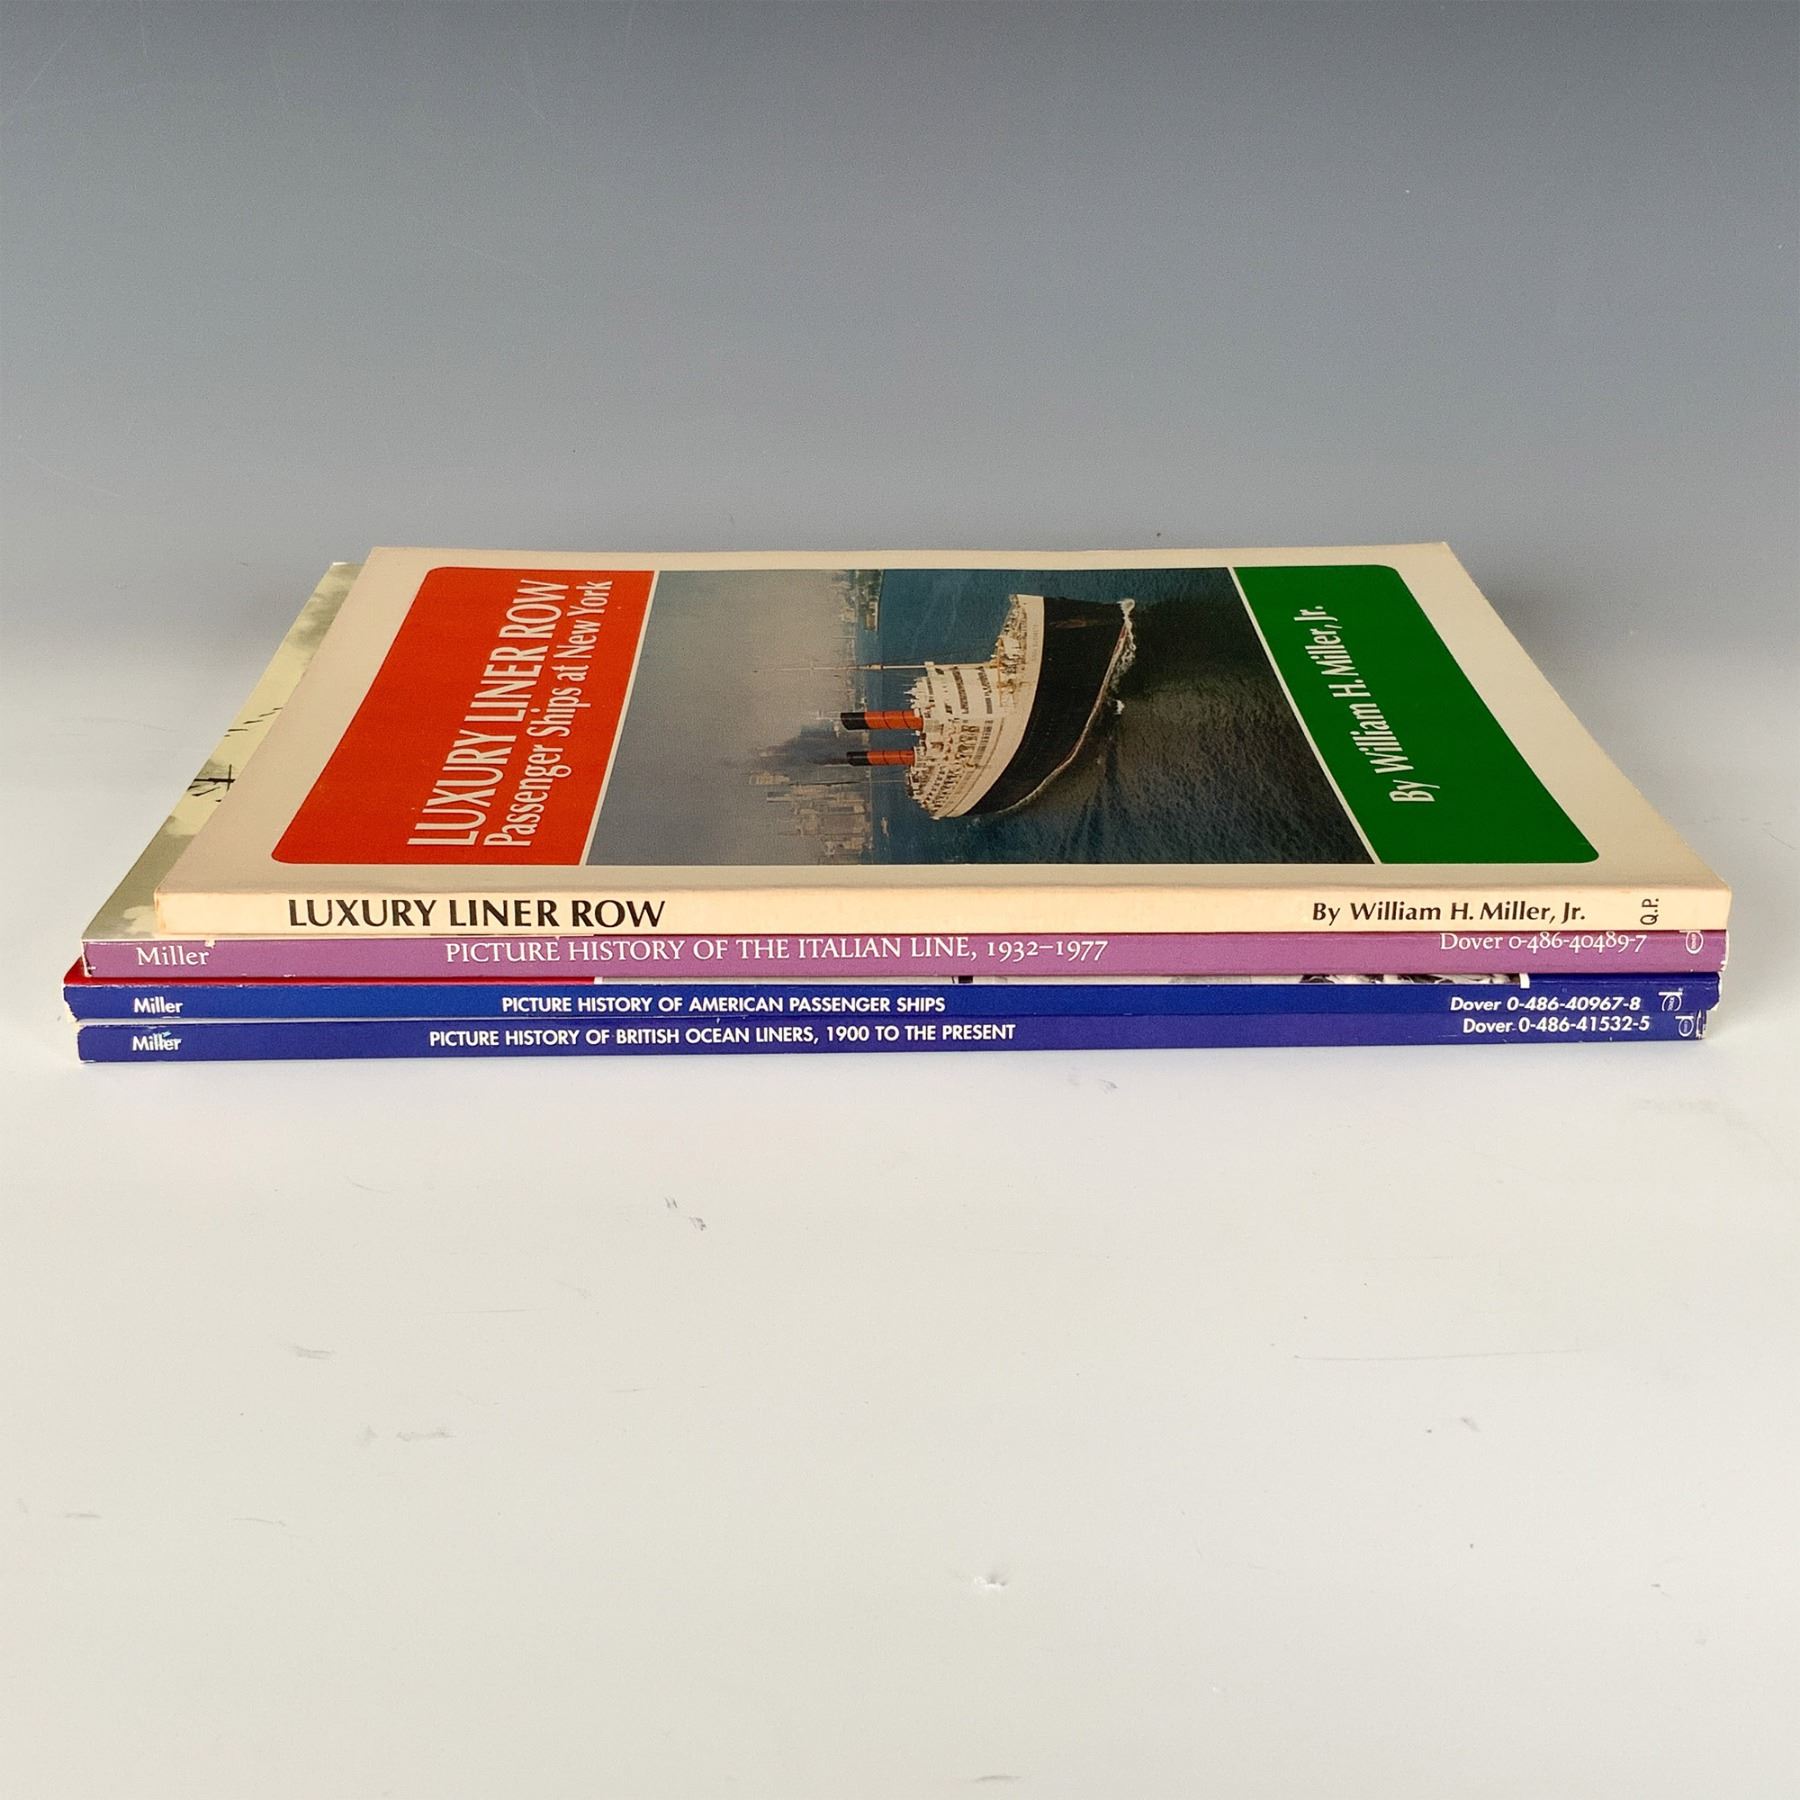 LUXURY LINER ROW
Passenger Ships at New York
By William H. Miller, Jr.
LUXURY LINER ROW By William H. Miller, Jr. Q.P.
Miller PICTURE HISTORY OF THE ITALIAN LINE, 1932–1977 Dover 0-486-40489-7
Miller PICTURE HISTORY OF AMERICAN PASSENGER SHIPS Dover 0-486-40967-8
Miller PICTURE HISTORY OF BRITISH OCEAN LINERS, 1900 TO THE PRESENT Dover 0-486-41532-5